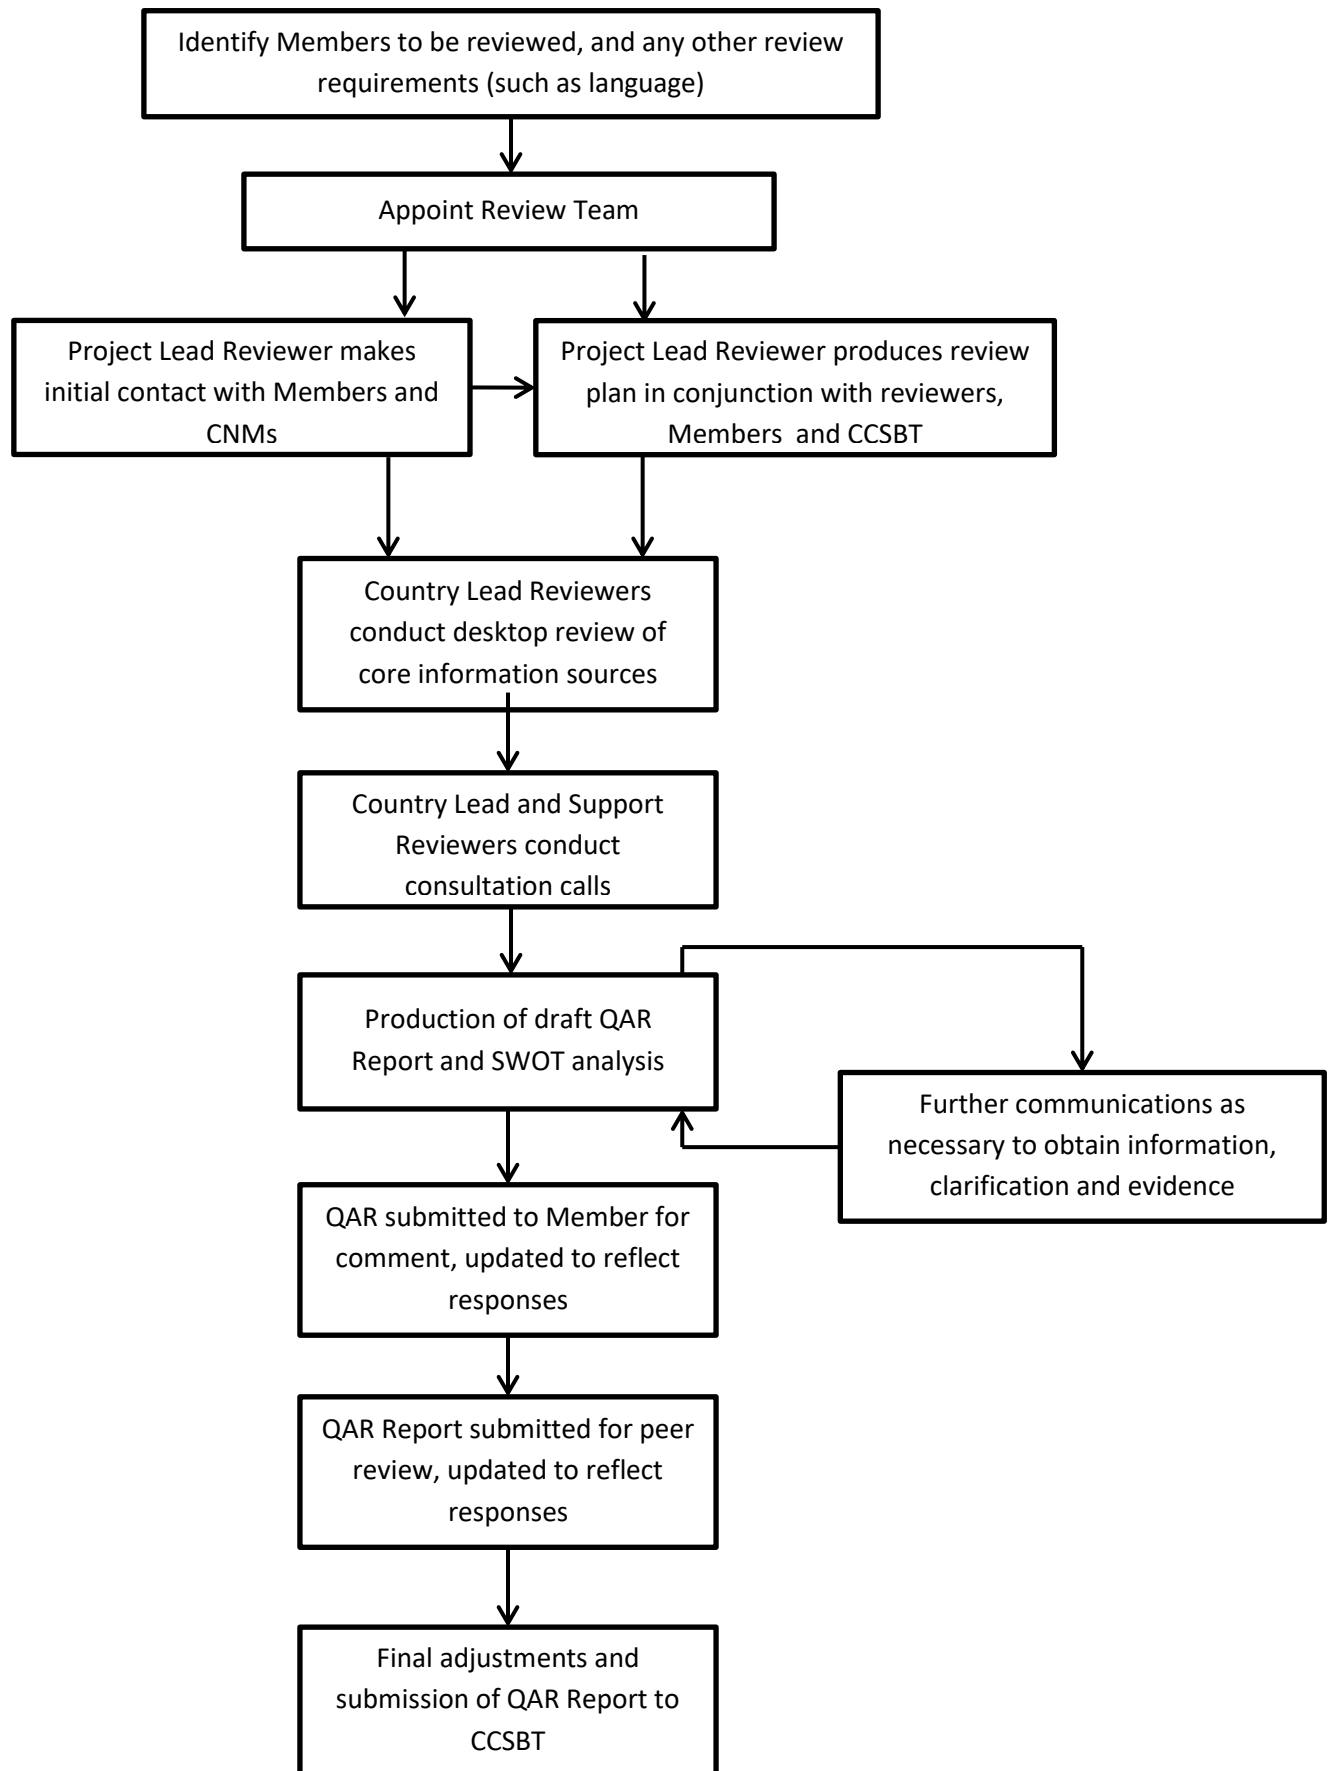 Identify Members to be reviewed, and any other review
requirements (such as language)
Appoint Review Team
Project Lead Reviewer makes
initial contact with Members and
CNMs
Project Lead Reviewer produces review
plan in conjunction with reviewers,
Members and CCSBT
Country Lead Reviewers
conduct desktop review of
core information sources
Country Lead and Support
Reviewers conduct
consultation calls
Production of draft QAR
Report and SWOT analysis
Further communications as
necessary to obtain information,
clarification and evidence
QAR submitted to Member for
comment, updated to reflect
responses
QAR Report submitted for peer
review, updated to reflect
responses
Final adjustments and
submission of QAR Report to
CCSBT